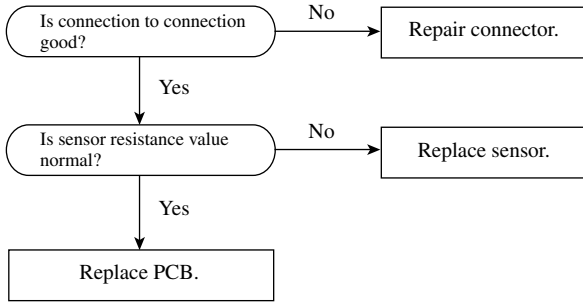 Is connection to connection
good?
No
Repair connector.
Yes
Is sensor resistance value
normal?
No
Replace sensor.
Yes
Replace PCB.